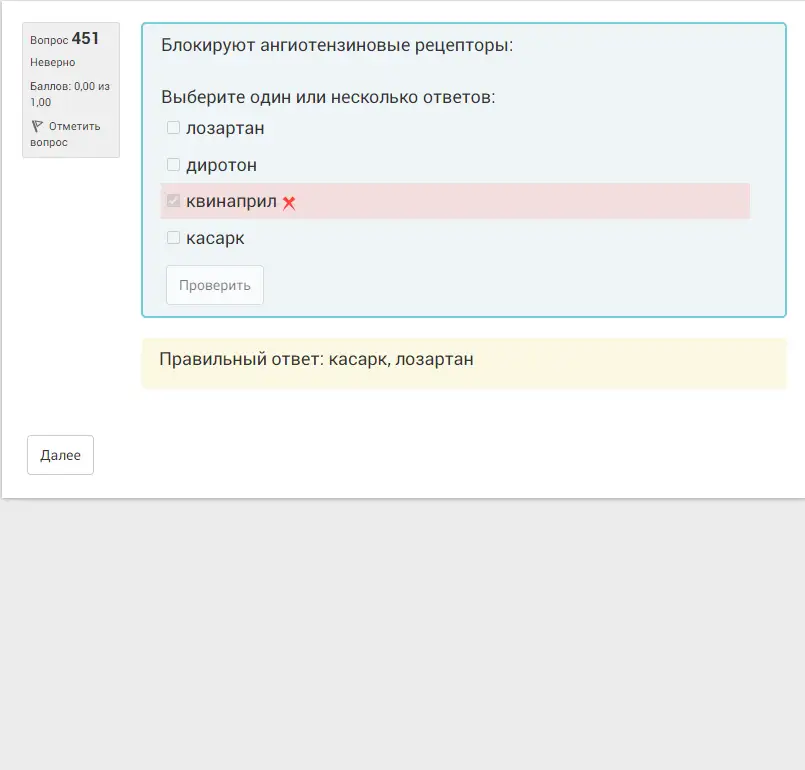 Вопрос 451
Неверно
Баллов: 0,00 из
1,00
Отметить
вопрос
Блокируют ангиотензиновые рецепторы:
Выберите один или несколько ответов:
лозартан
диротон
квинаприл
касарк
Проверить
Правильный ответ: касарк, лозартан
Далее